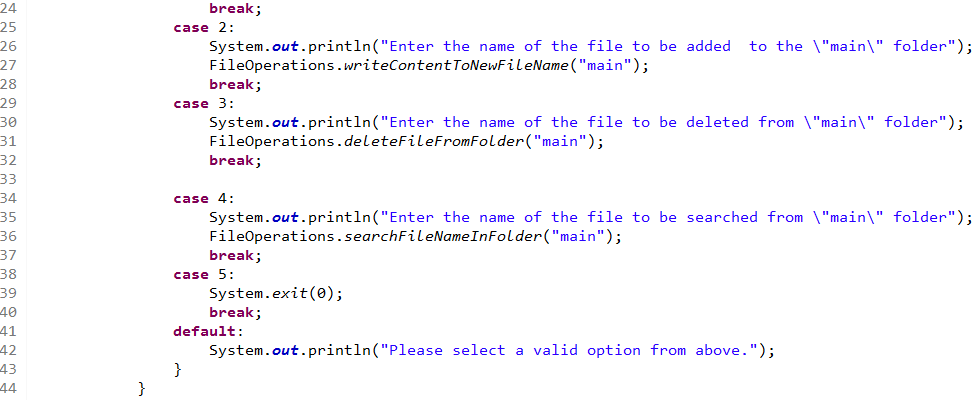 24                         break;
25                     case 2:
26                         System.out.println("Enter the name of the file to be added  to the \"main\" folder");
27                         FileOperations.writeContentToNewFileName("main");
28                         break;
29                     case 3:
30                         System.out.println("Enter the name of the file to be deleted from \"main\" folder");
31                         FileOperations.deleteFileFromFolder("main");
32                         break;
33
34                     case 4:
35                         System.out.println("Enter the name of the file to be searched from \"main\" folder");
36                         FileOperations.searchFileNameInFolder("main");
37                         break;
38                     case 5:
39                         System.exit(0);
40                         break;
41                     default:
42                         System.out.println("Please select a valid option from above.");
43                     }
44                 }